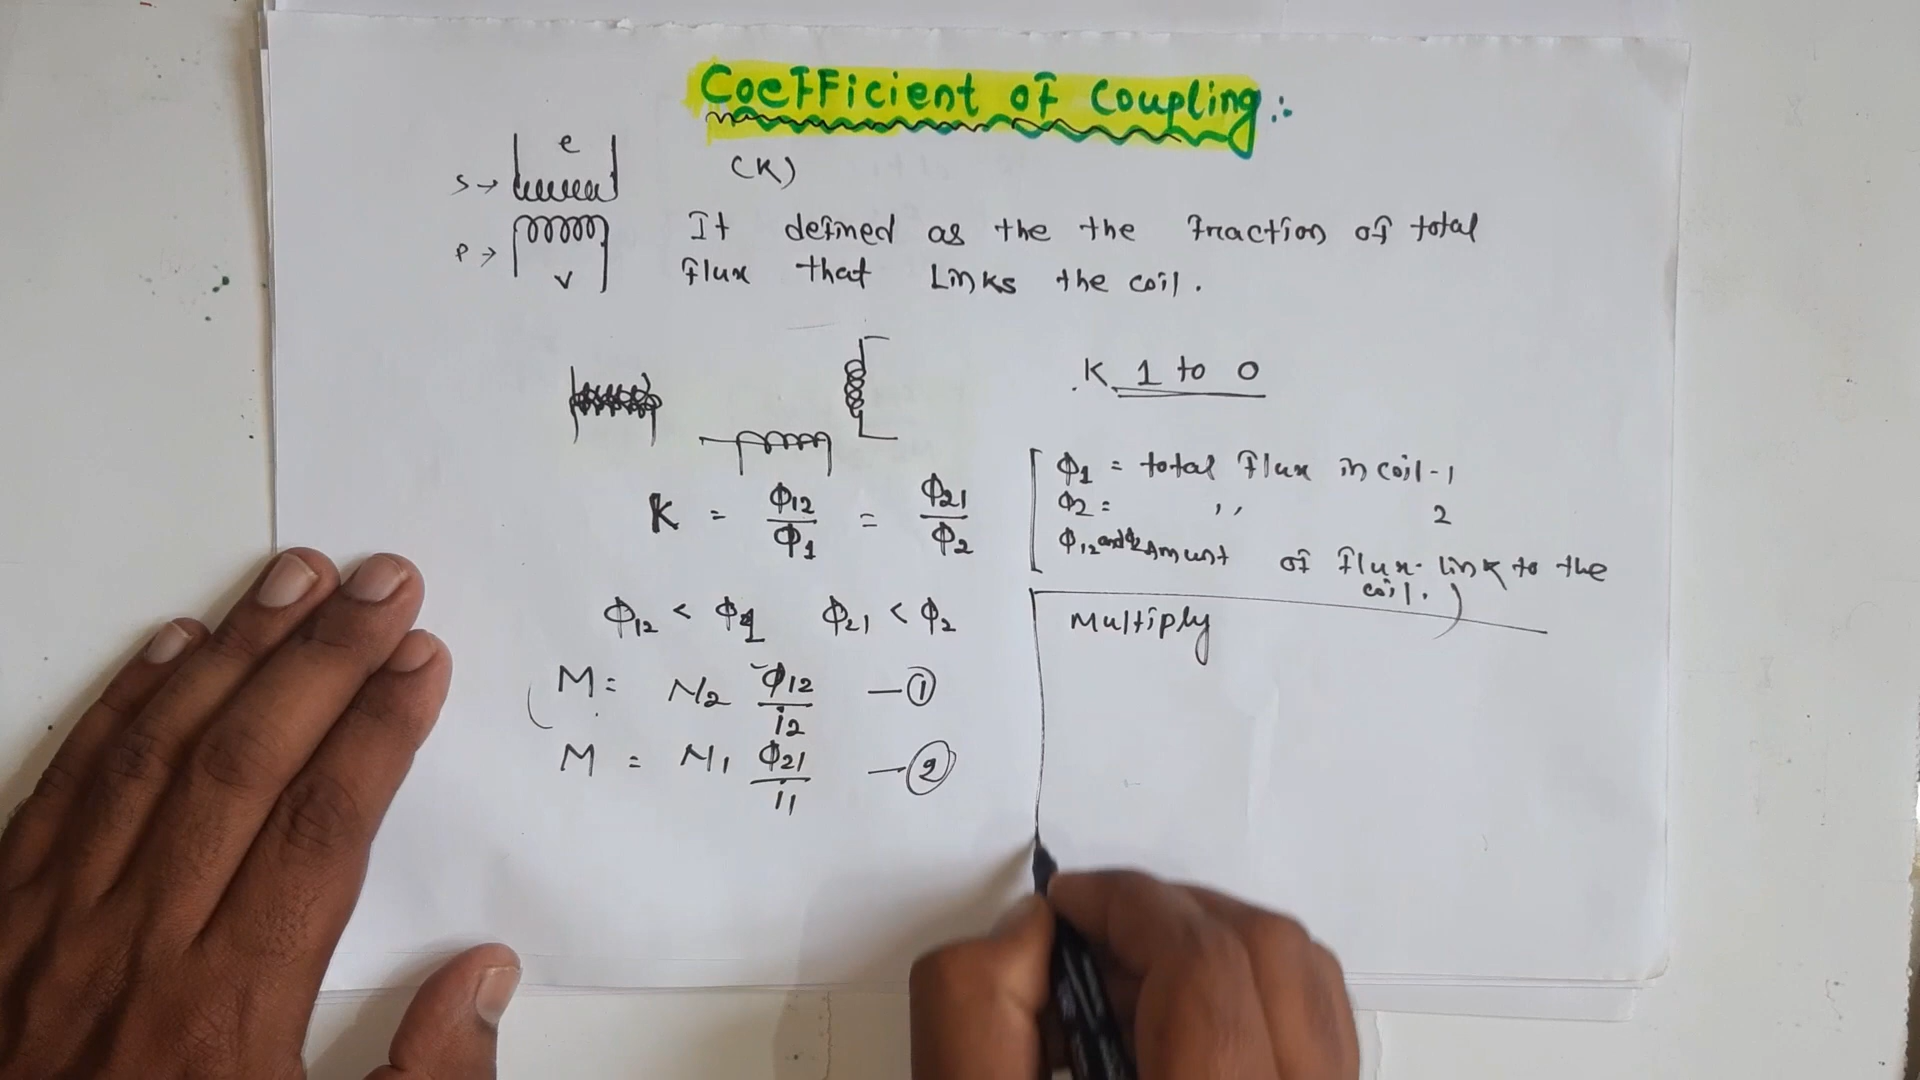 Coefficient of Coupling :.
(K)
e
S →
P →
v
It defined as the the fraction of total
flux that Links the coil .
K 1 to 0
K = Φ12/Φ1 = Φ21/Φ2
Φ12 < Φ1 Φ21 < Φ2
M = N2 Φ12/i2 — ①
M = N1 Φ21/i1 — ②
Φ1 = total flux in coil-1
Φ2 = ,, 2
Φ12 and Amunt of flux link to the
coil. )
Multiply